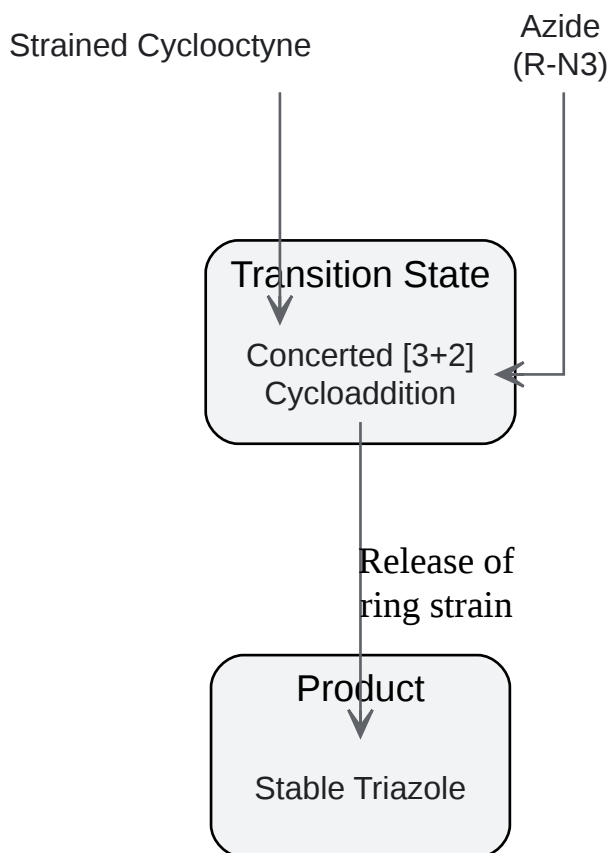 Strained Cyclooctyne
Azide
(R-N3)
Transition State
Concerted [3+2]
Cycloaddition
Release of
ring strain
Product
Stable Triazole